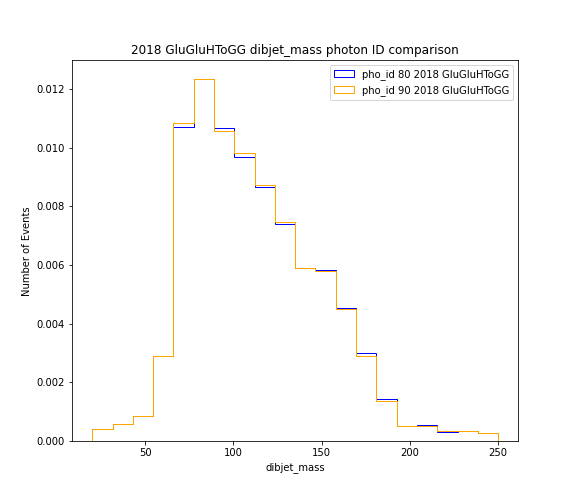 2018 GluGluHToGG dibjet_mass photon ID comparison
pho_id 80 2018 GluGluHToGG
pho_id 90 2018 GluGluHToGG
Number of Events
0.012
0.010
0.008
0.006
0.004
0.002
0.000
50
100
150
200
250
dibjet_mass